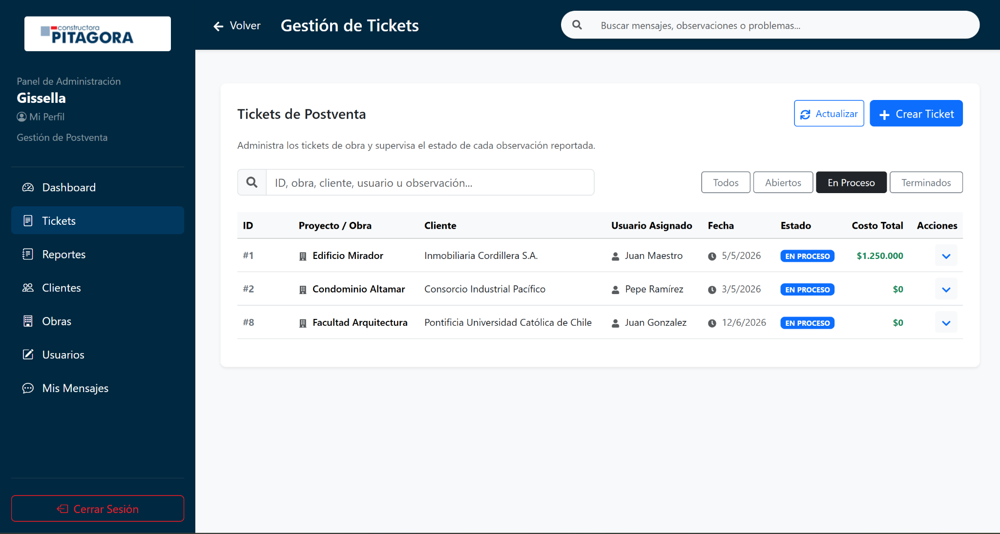 constructora
PITAGORA
Panel de Administración
Gissella
Mi Perfil
Gestión de Postventa
Dashboard
Tickets
Reportes
Clientes
Obras
Usuarios
Mis Mensajes
Cerrar Sesión
Volver Gestión de Tickets Buscar mensajes, observaciones o problemas...
Tickets de Postventa Actualizar Crear Ticket
Administra los tickets de obra y supervisa el estado de cada observación reportada.
ID, obra, cliente, usuario u observación... Todos Abiertos En Proceso Terminados
ID Proyecto / Obra Cliente Usuario Asignado Fecha Estado Costo Total Acciones
#1 Edificio Mirador Inmobiliaria Cordillera S.A. Juan Maestro 5/5/2026 EN PROCESO $1.250.000
#2 Condominio Altamar Consorcio Industrial Pacífico Pepe Ramírez 3/5/2026 EN PROCESO $0
#8 Facultad Arquitectura Pontificia Universidad Católica de Chile Juan Gonzalez 12/6/2026 EN PROCESO $0